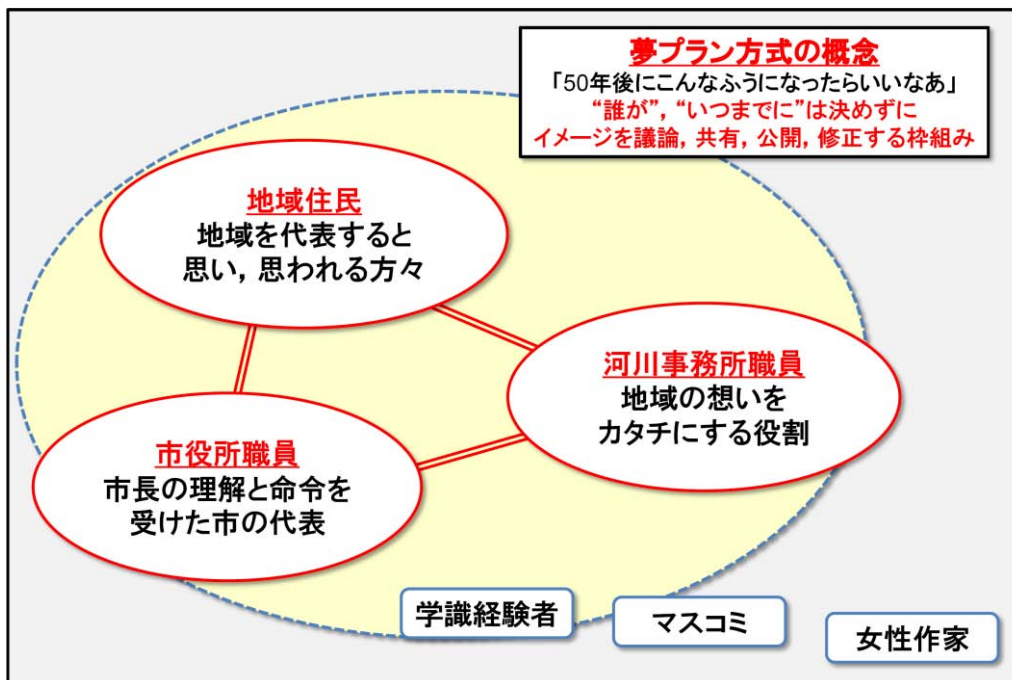 夢プラン方式の概念
「50年後にこんなふうになったらいいなあ」
“誰が”, “いつまでに”は決めずに
イメージを議論, 共有, 公開, 修正する枠組み
地域住民
地域を代表すると
思い, 思われる方々
河川事務所職員
地域の想いを
カタチにする役割
市役所職員
市長の理解と命令を
受けた市の代表
学識経験者
マスコミ
女性作家